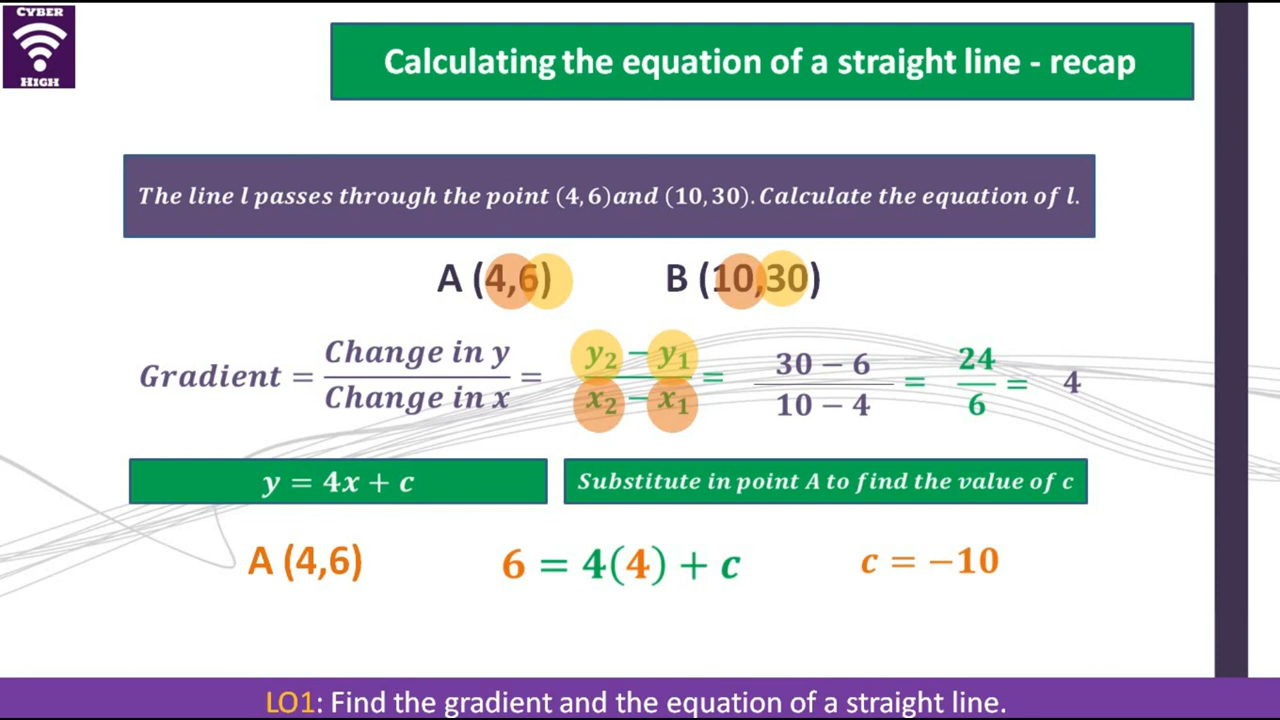 CYBER
HIGH
Calculating the equation of a straight line - recap
The line l passes through the point (4,6)and (10,30). Calculate the equation of l.
A (4,6) B (10,30)
Gradient = Change in y / Change in x = y₂ − y₁ / x₂ − x₁ = 30 − 6 / 10 − 4 = 24 / 6 = 4
y = 4x + c
Substitute in point A to find the value of c
A (4,6) 6 = 4(4) + c c = −10
LO1: Find the gradient and the equation of a straight line.